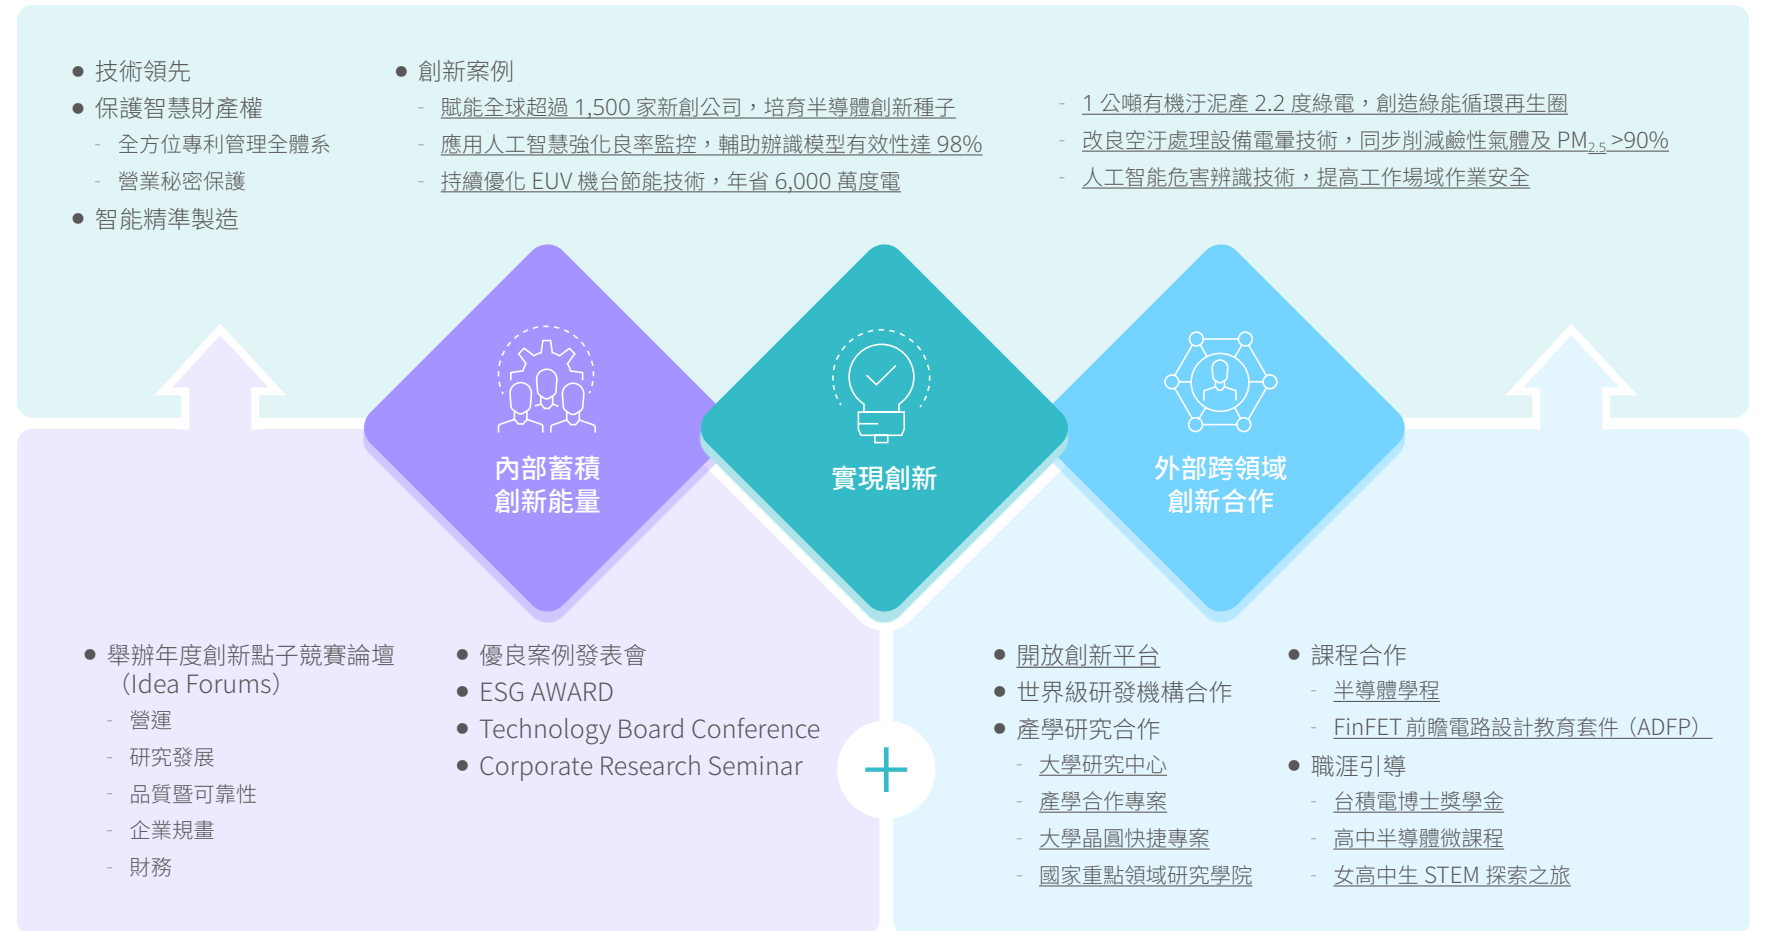 技術領先
保護智慧財產權
- 全方位專利管理全體系
- 營業秘密保護
智能精準製造
創新案例
- 賦能全球超過 1,500 家新創公司，培育半導體創新種子
- 應用人工智慧強化良率監控，輔助辦識模型有效性達 98%
- 持續優化 EUV 機台節能技術，年省 6,000 萬度電
- 1 公噸有機汙泥產 2.2 度綠電，創造綠能循環再生圈
- 改良空汙處理設備電暈技術，同步削減鹼性氣體及 PM2.5 >90%
- 人工智能危害辨識技術，提高工作場域作業安全
內部蓄積
創新能量
實現創新
外部跨領域
創新合作
舉辦年度創新點子競賽論壇
（Idea Forums）
- 營運
- 研究發展
- 品質暨可靠性
- 企業規畫
- 財務
優良案例發表會
ESG AWARD
Technology Board Conference
Corporate Research Seminar
開放創新平台
世界級研發機構合作
產學研究合作
- 大學研究中心
- 產學合作專案
- 大學晶圓快捷專案
- 國家重點領域研究學院
課程合作
- 半導體學程
- FinFET 前瞻電路設計教育套件（ADFP）
職涯引導
- 台積電博士獎學金
- 高中半導體微課程
- 女高中生 STEM 探索之旅